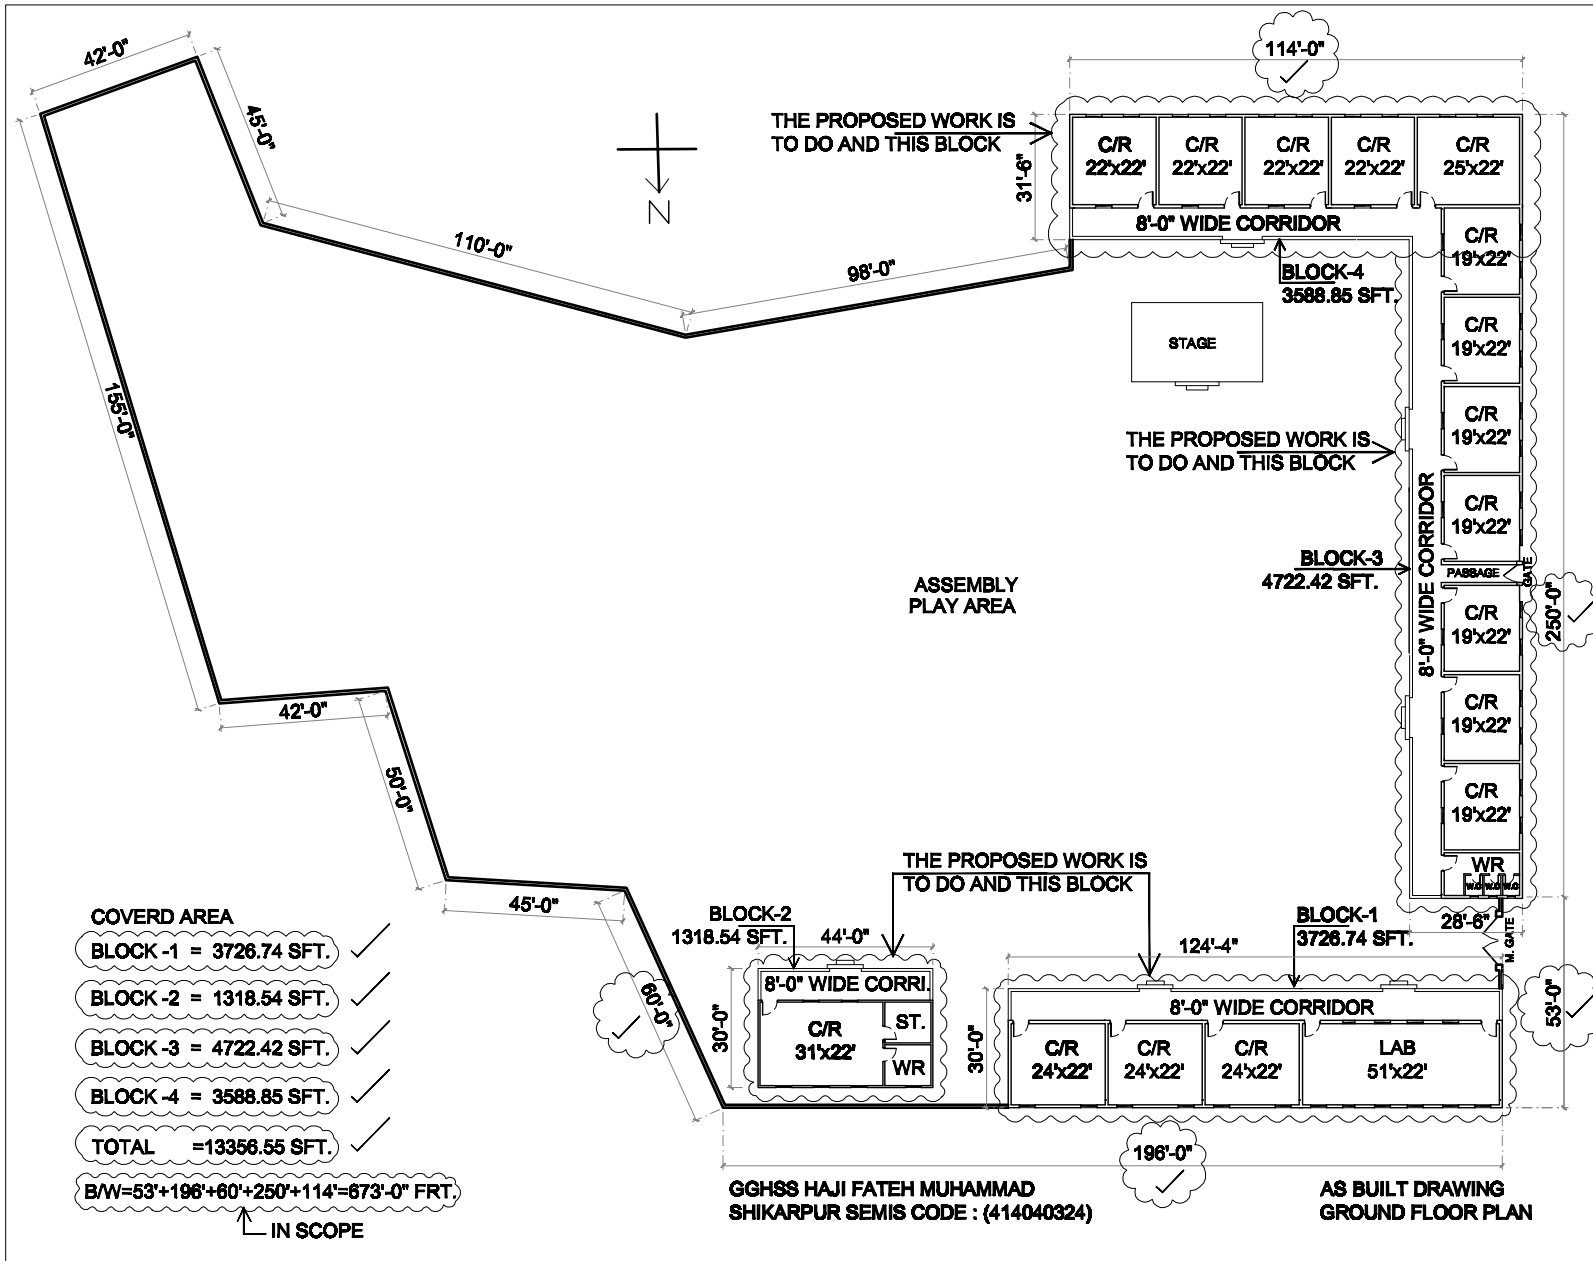 42'-0"
45'-0"
114'-0"
THE PROPOSED WORK IS
TO DO AND THIS BLOCK
31'-6"
C/R
22'x22'
C/R
22'x22'
C/R
22'x22'
C/R
22'x22'
C/R
25'x22'
N
8'-0" WIDE CORRIDOR
110'-0"
98'-0"
BLOCK-4
3588.85 SFT.
C/R
19'x22'
STAGE
C/R
19'x22'
155'-0"
C/R
19'x22'
THE PROPOSED WORK IS
TO DO AND THIS BLOCK
8'-0" WIDE CORRIDOR
C/R
19'x22'
BLOCK-3
4722.42 SFT.
PASSAGE
GATE
250'-0"
ASSEMBLY
PLAY AREA
C/R
19'x22'
C/R
19'x22'
42'-0"
50'-0"
C/R
19'x22'
WR
W.C
W.C
W.C
THE PROPOSED WORK IS
TO DO AND THIS BLOCK
45'-0"
28'-6"
M. GATE
53'-0"
COVERD AREA
BLOCK -1 = 3726.74 SFT.
BLOCK -2 = 1318.54 SFT.
BLOCK -3 = 4722.42 SFT.
BLOCK -4 = 3588.85 SFT.
TOTAL =13356.55 SFT.
B/W=53'+196'+60'+250'+114'=673'-0" FRT.
IN SCOPE
60'-0"
BLOCK-2
1318.54 SFT.
44'-0"
8'-0" WIDE CORRI.
30'-0"
C/R
31'x22'
ST.
WR
BLOCK-1
3726.74 SFT.
124'-4"
8'-0" WIDE CORRIDOR
30'-0"
C/R
24'x22'
C/R
24'x22'
C/R
24'x22'
LAB
51'x22'
196'-0"
GGHSS HAJI FATEH MUHAMMAD
SHIKARPUR SEMIS CODE : (414040324)
AS BUILT DRAWING
GROUND FLOOR PLAN